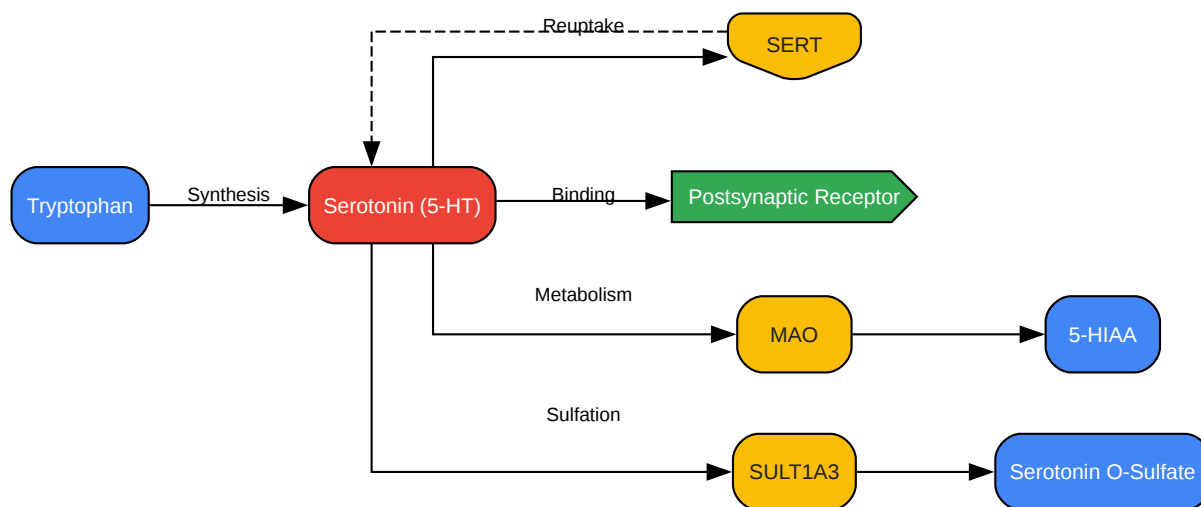 Reuptake
SERT
Tryptophan
Synthesis
Serotonin (5-HT)
Binding
Postsynaptic Receptor
Metabolism
MAO
5-HIAA
Sulfation
SULT1A3
Serotonin O-Sulfate